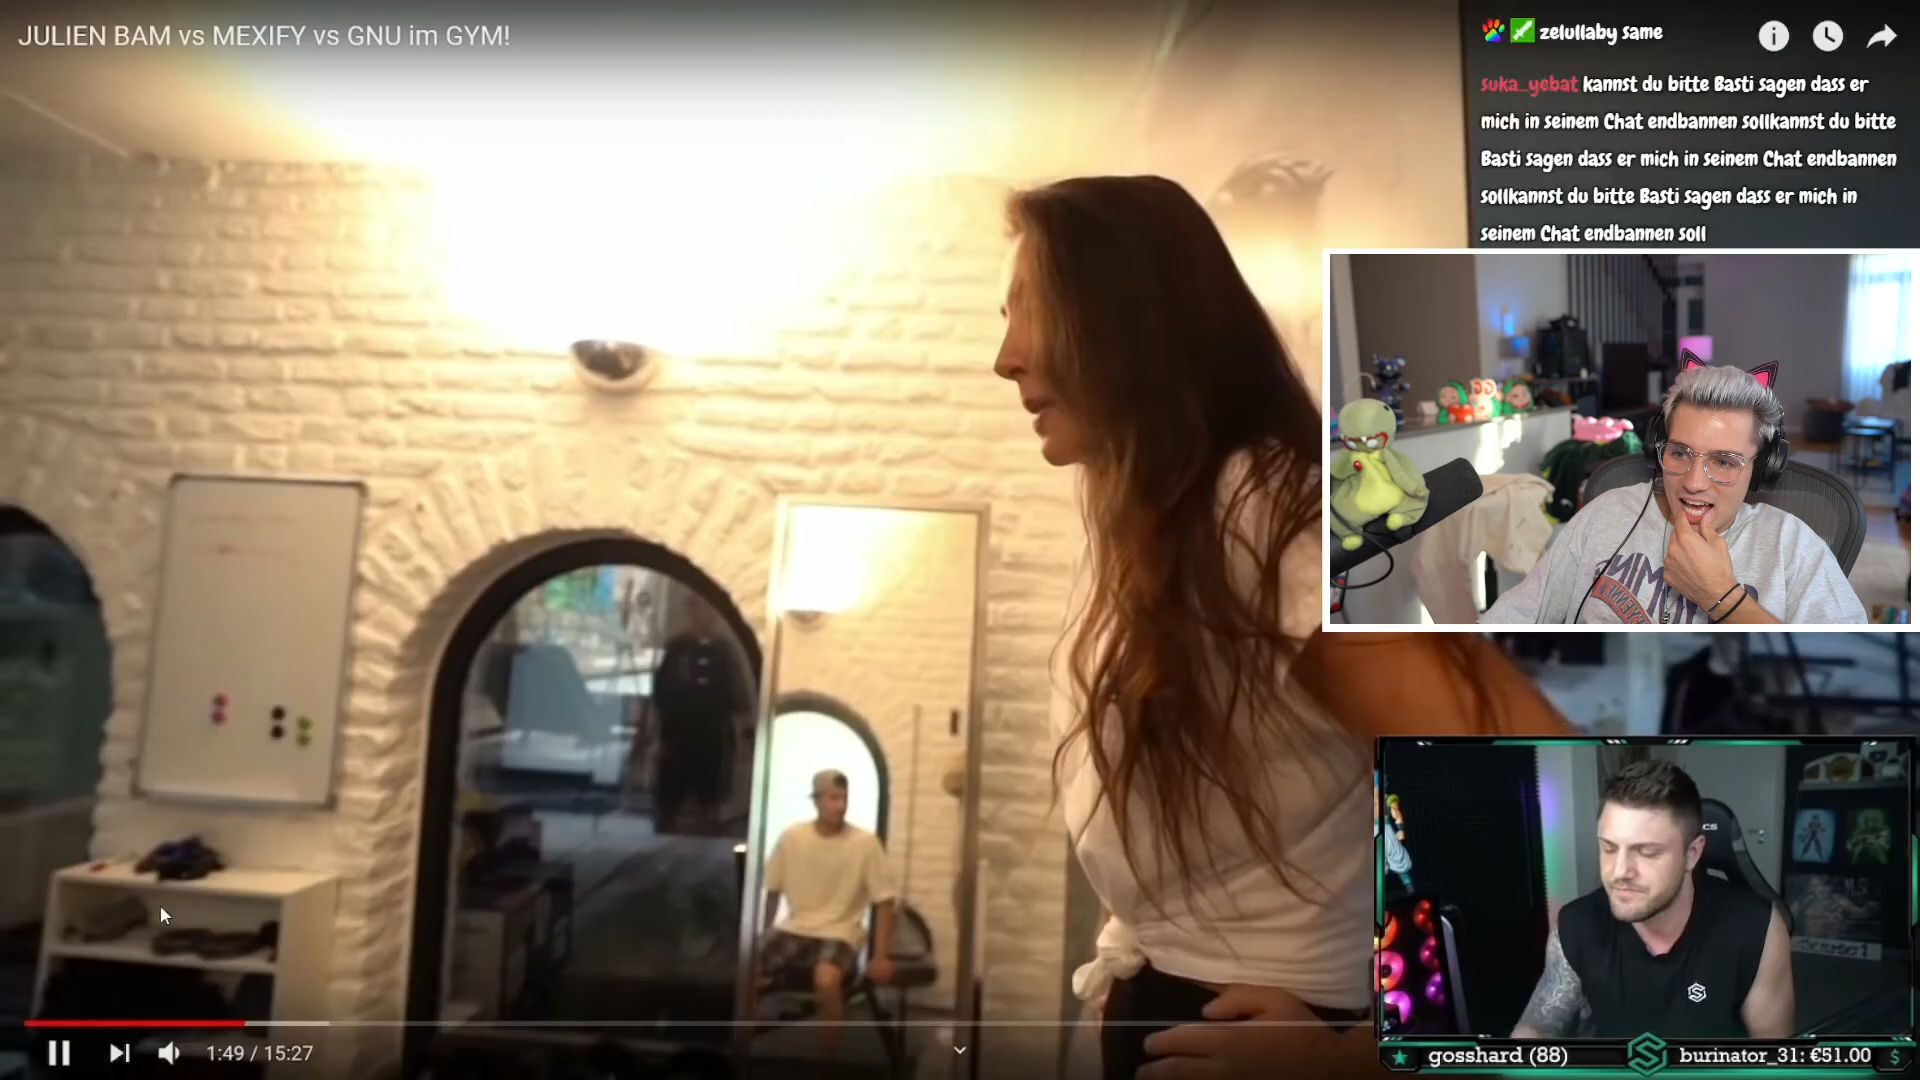 JULIEN BAM vs MEXIFY vs GNU im GYM!
zelullaby same
suka_yebat kannst du bitte Basti sagen dass er
mich in seinem Chat endbannen sollkannst du bitte
Basti sagen dass er mich in seinem Chat endbannen
sollkannst du bitte Basti sagen dass er mich in
seinem Chat endbannen soll
1:49 / 15:27
gosshard (88)
burinator_31: €51.00